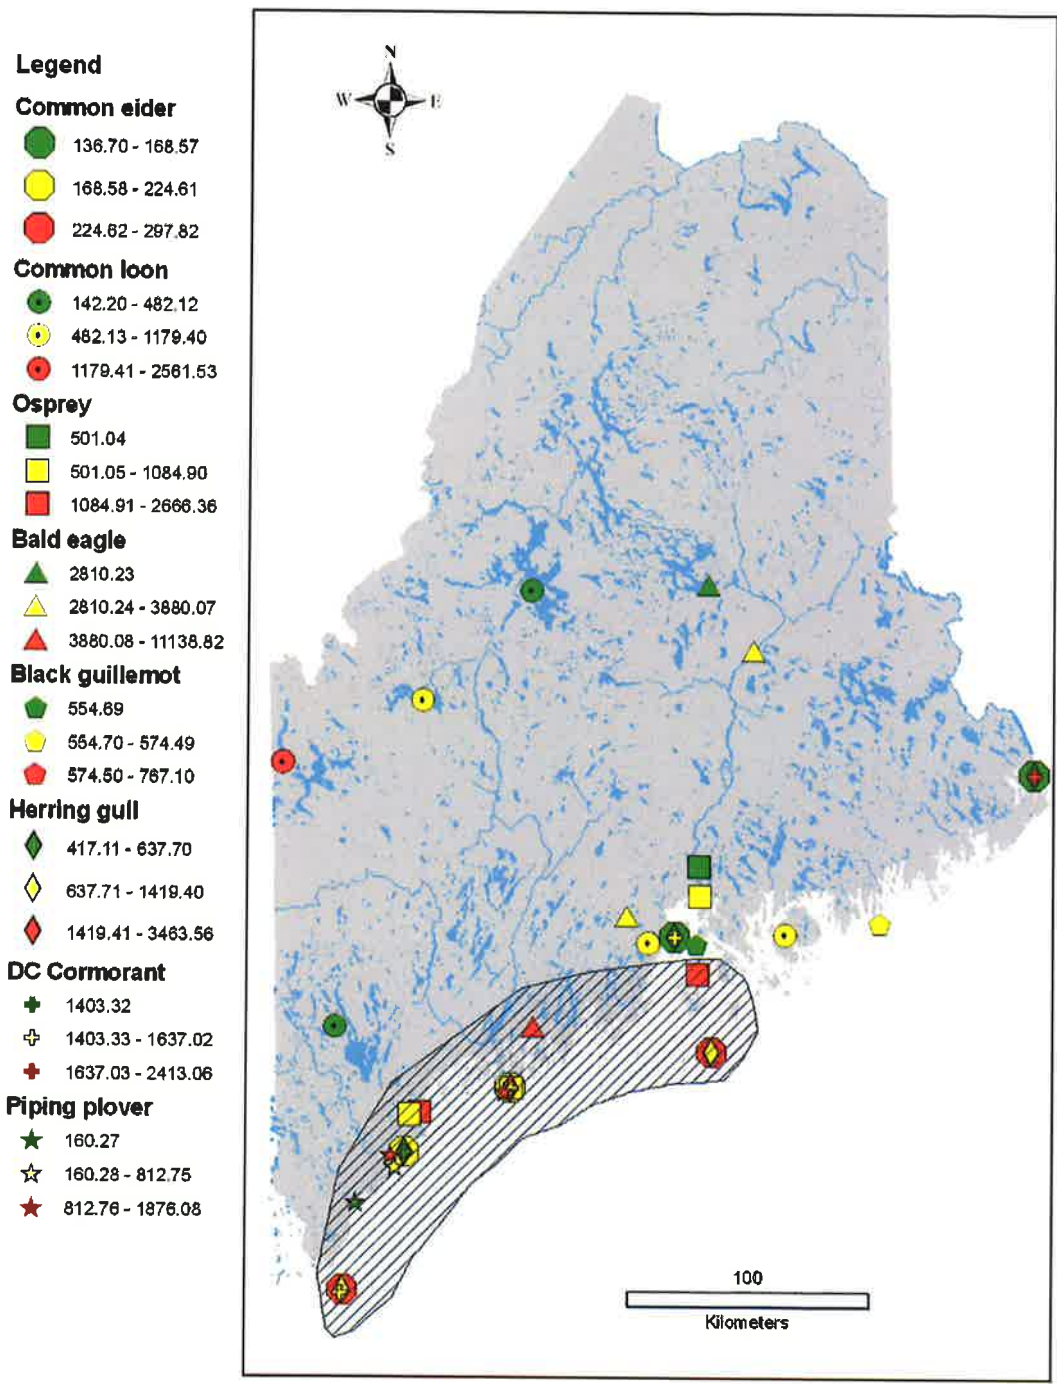 Legend
Common eider
136.70 - 168.57
168.58 - 224.61
224.62 - 297.82
Common loon
142.20 - 482.12
482.13 - 1179.40
1179.41 - 2561.53
Osprey
501.04
501.05 - 1084.90
1084.91 - 2666.36
Bald eagle
2810.23
2810.24 - 3880.07
3880.08 - 11138.82
Black guillemot
554.69
554.70 - 574.49
574.50 - 767.10
Herring gull
417.11 - 637.70
637.71 - 1419.40
1419.41 - 3463.56
DC Cormorant
1403.32
1403.33 - 1637.02
1637.03 - 2413.06
Piping plover
160.27
160.28 - 812.75
812.76 - 1876.08
N
W E
S
100
Kilometers